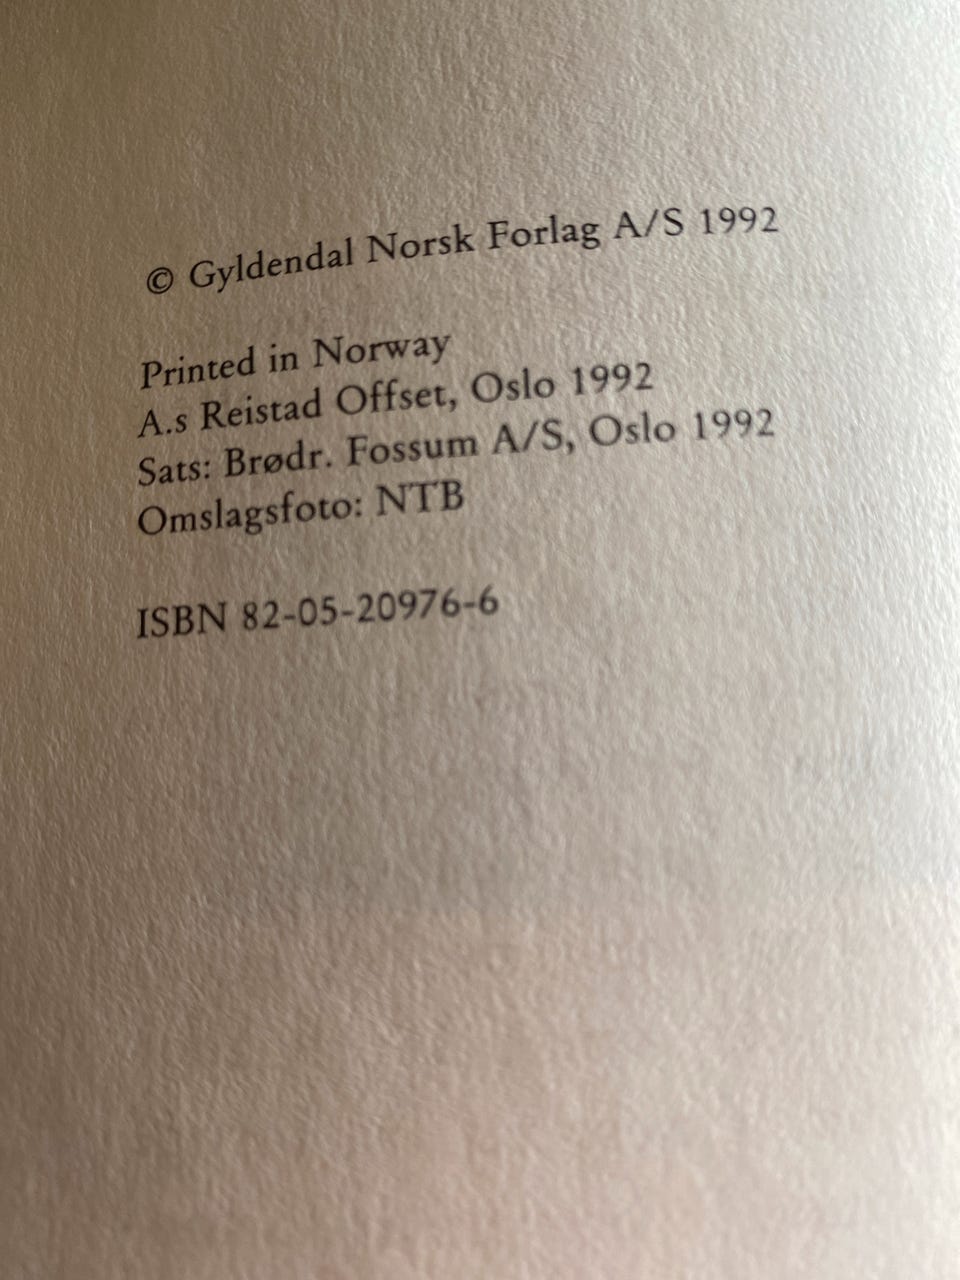 © Gyldendal Norsk Forlag A/S 1992
Printed in Norway
A.s Reistad Offset, Oslo 1992
Sats: Brødr. Fossum A/S, Oslo 1992
Omslagsfoto: NTB
ISBN 82-05-20976-6